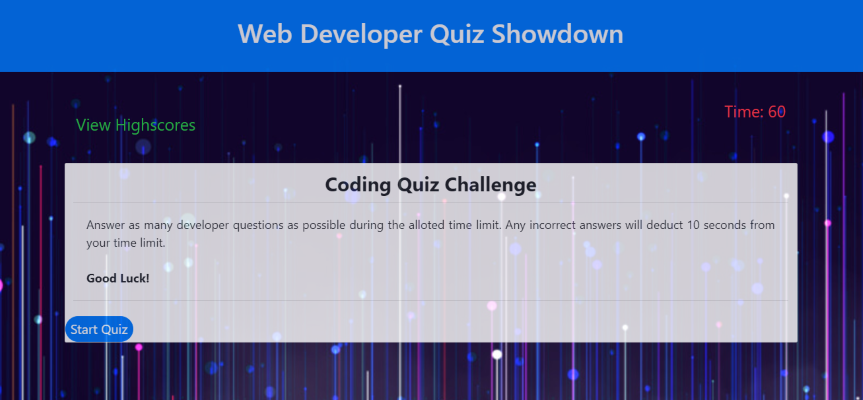 Web Developer Quiz Showdown
Time: 60
View Highscores
Coding Quiz Challenge
Answer as many developer questions as possible during the alloted time limit. Any incorrect answers will deduct 10 seconds from
your time limit.
Good Luck!
Start Quiz